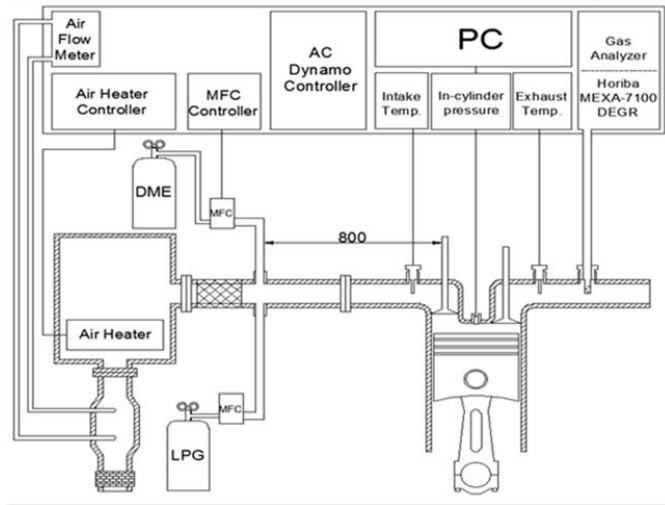 Air
Flow
Meter
Air Heater
Controller
MFC
Controller
AC
Dynamo
Controller
PC
Intake
Temp.
In-cylinder
pressure
Exhaust
Temp.
Gas
Analyzer
Horiba
MEXA-7100
DEGR
DME
MFC
800
Air Heater
MFC
LPG